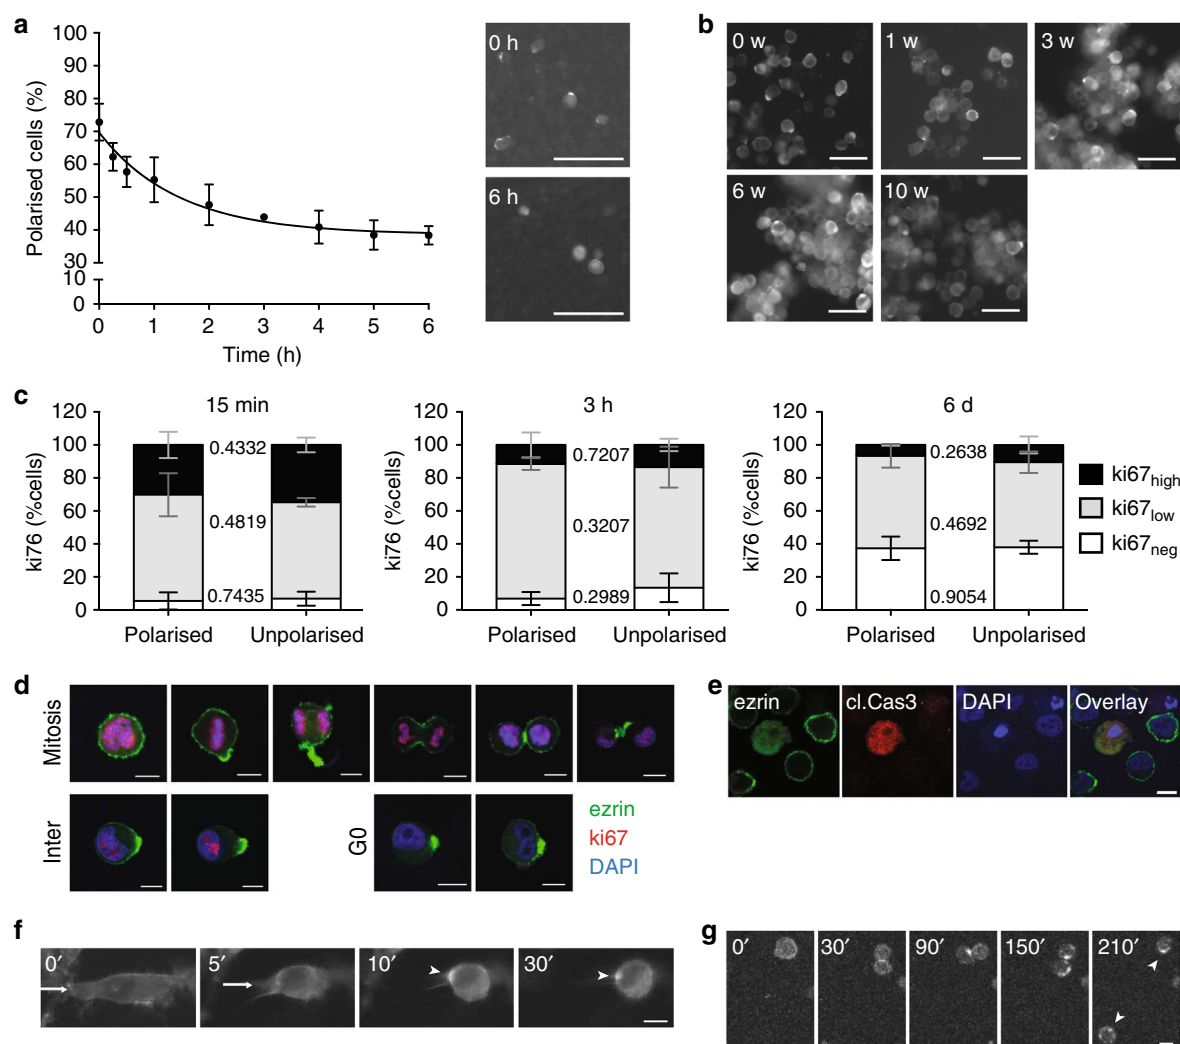 a
100
90
80
70
60
50
40
30
10
0
Polarised cells (%)
0 1 2 3 4 5 6
Time (h)
0 h
6 h
b
0 w
1 w
3 w
6 w
10 w
c
15 min
120
100
80
60
40
20
0
ki76 (%cells)
0.4332
0.4819
0.7435
Polarised Unpolarised
3 h
120
100
80
60
40
20
0
ki76 (%cells)
0.7207
0.3207
0.2989
Polarised Unpolarised
6 d
120
100
80
60
40
20
0
ki76 (%cells)
0.2638
0.4692
0.9054
Polarised Unpolarised
ki67high
ki67low
ki67neg
d
Mitosis
Inter
G0
ezrin
ki67
DAPI
e
ezrin
cl.Cas3
DAPI
Overlay
f
0′
5′
10′
30′
g
0′
30′
90′
150′
210′